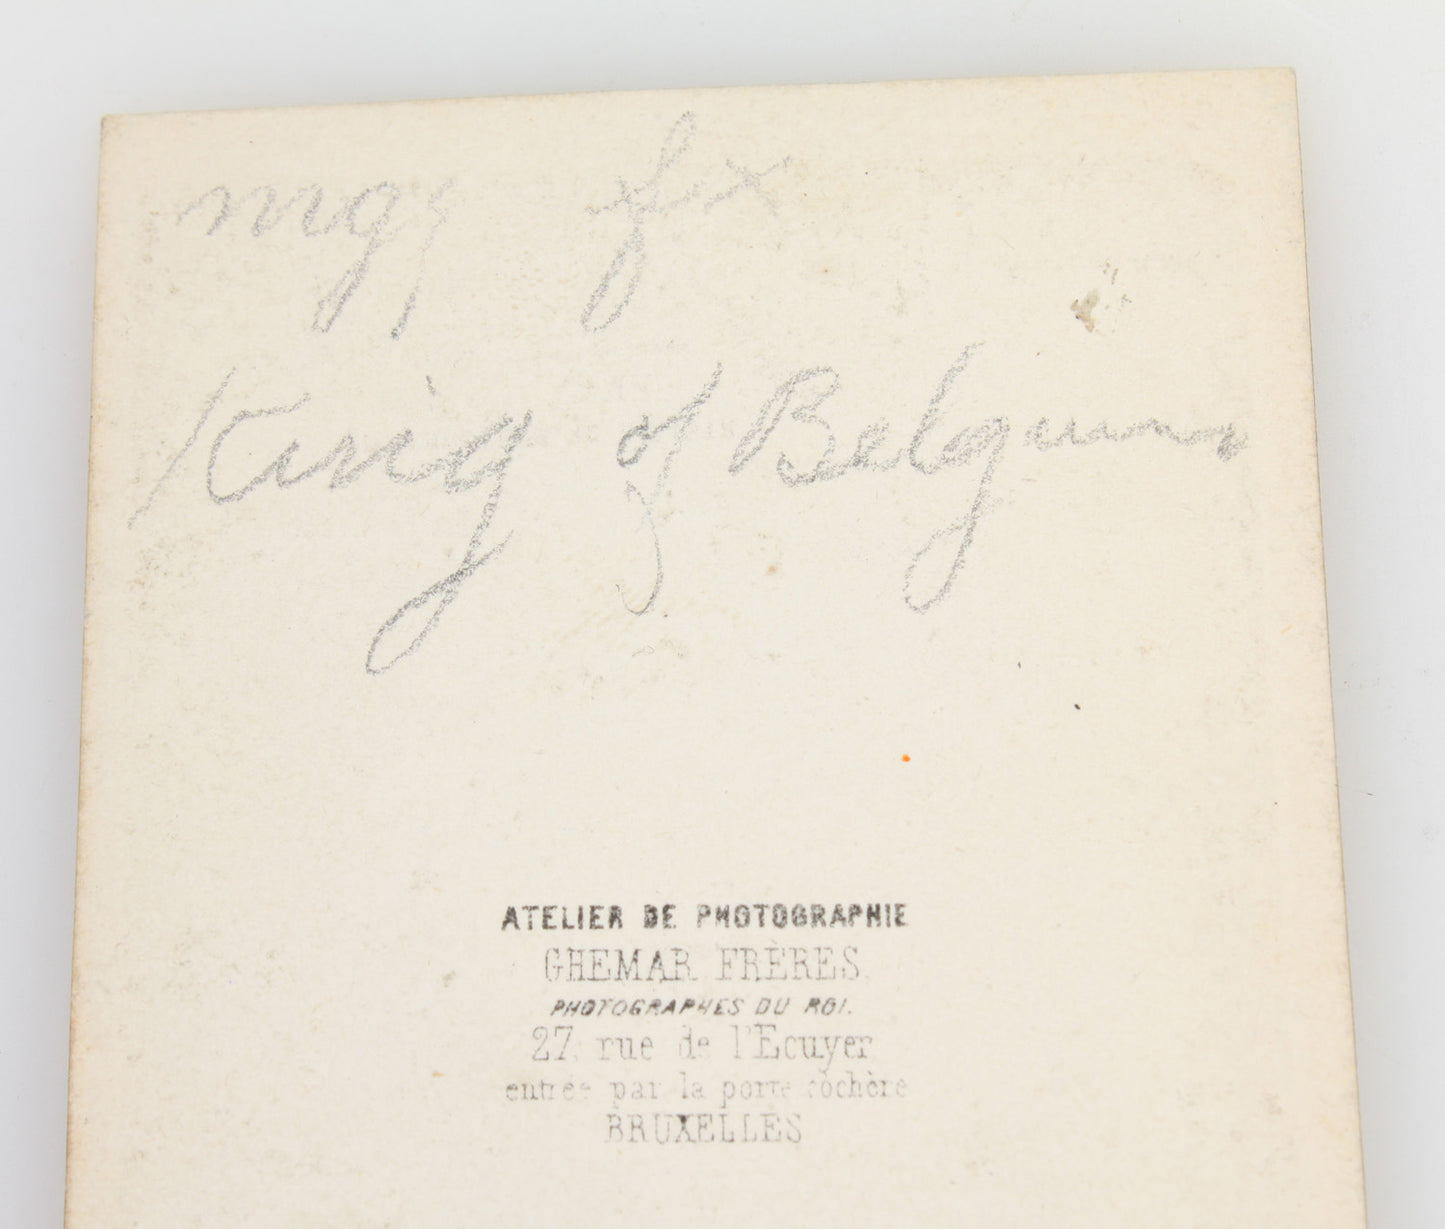 King of Belgium
ATELIER DE PHOTOGRAPHIE
GHEMAR FRÈRES
PHOTOGRAPHES DU ROI.
27, rue de l'Ecuyer
entrée par la porte cochère
BRUXELLES